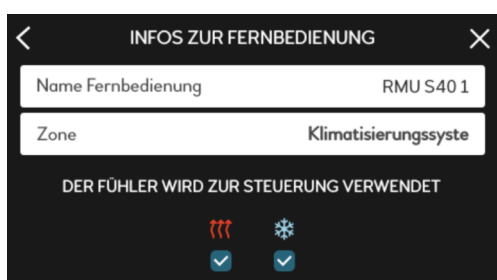 INFOS ZUR FERNBEDIENUNG
Name Fernbedienung RMU S40 1
Zone Klimatisierungssyste
DER FÜHLER WIRD ZUR STEUERUNG VERWENDET